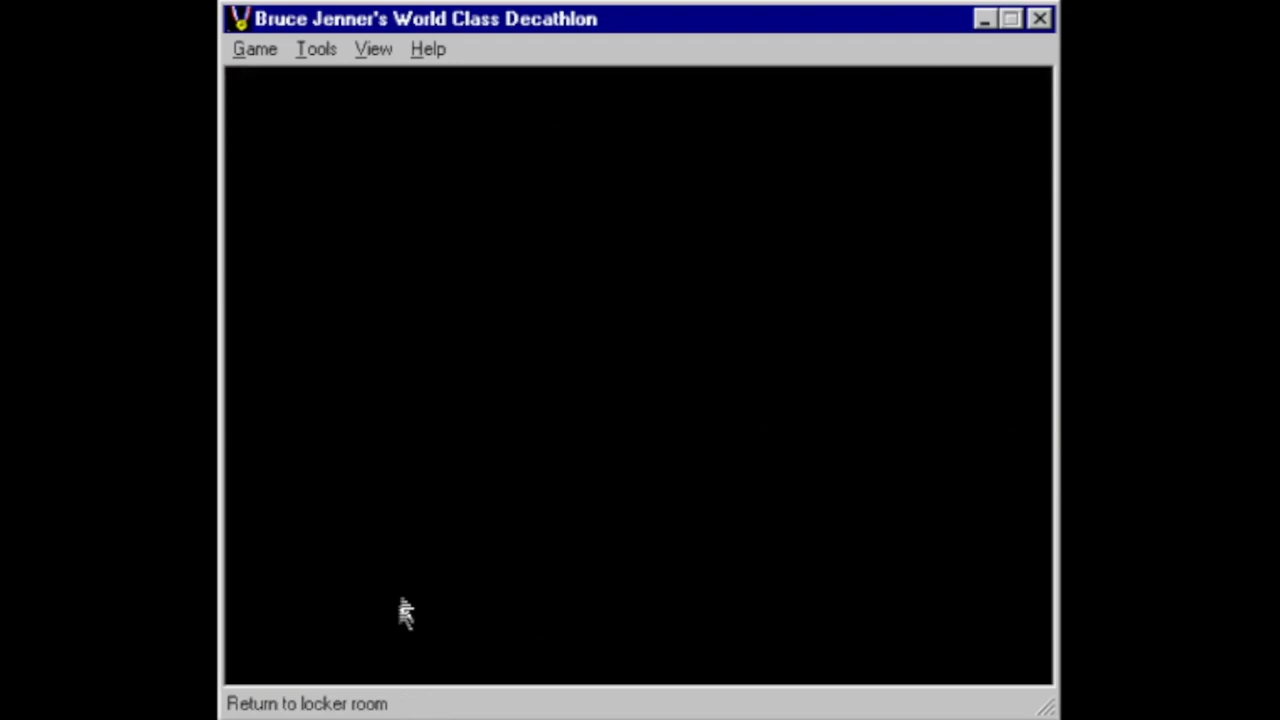 Bruce Jenner's World Class Decathlon
Game Tools View Help
Return to locker room